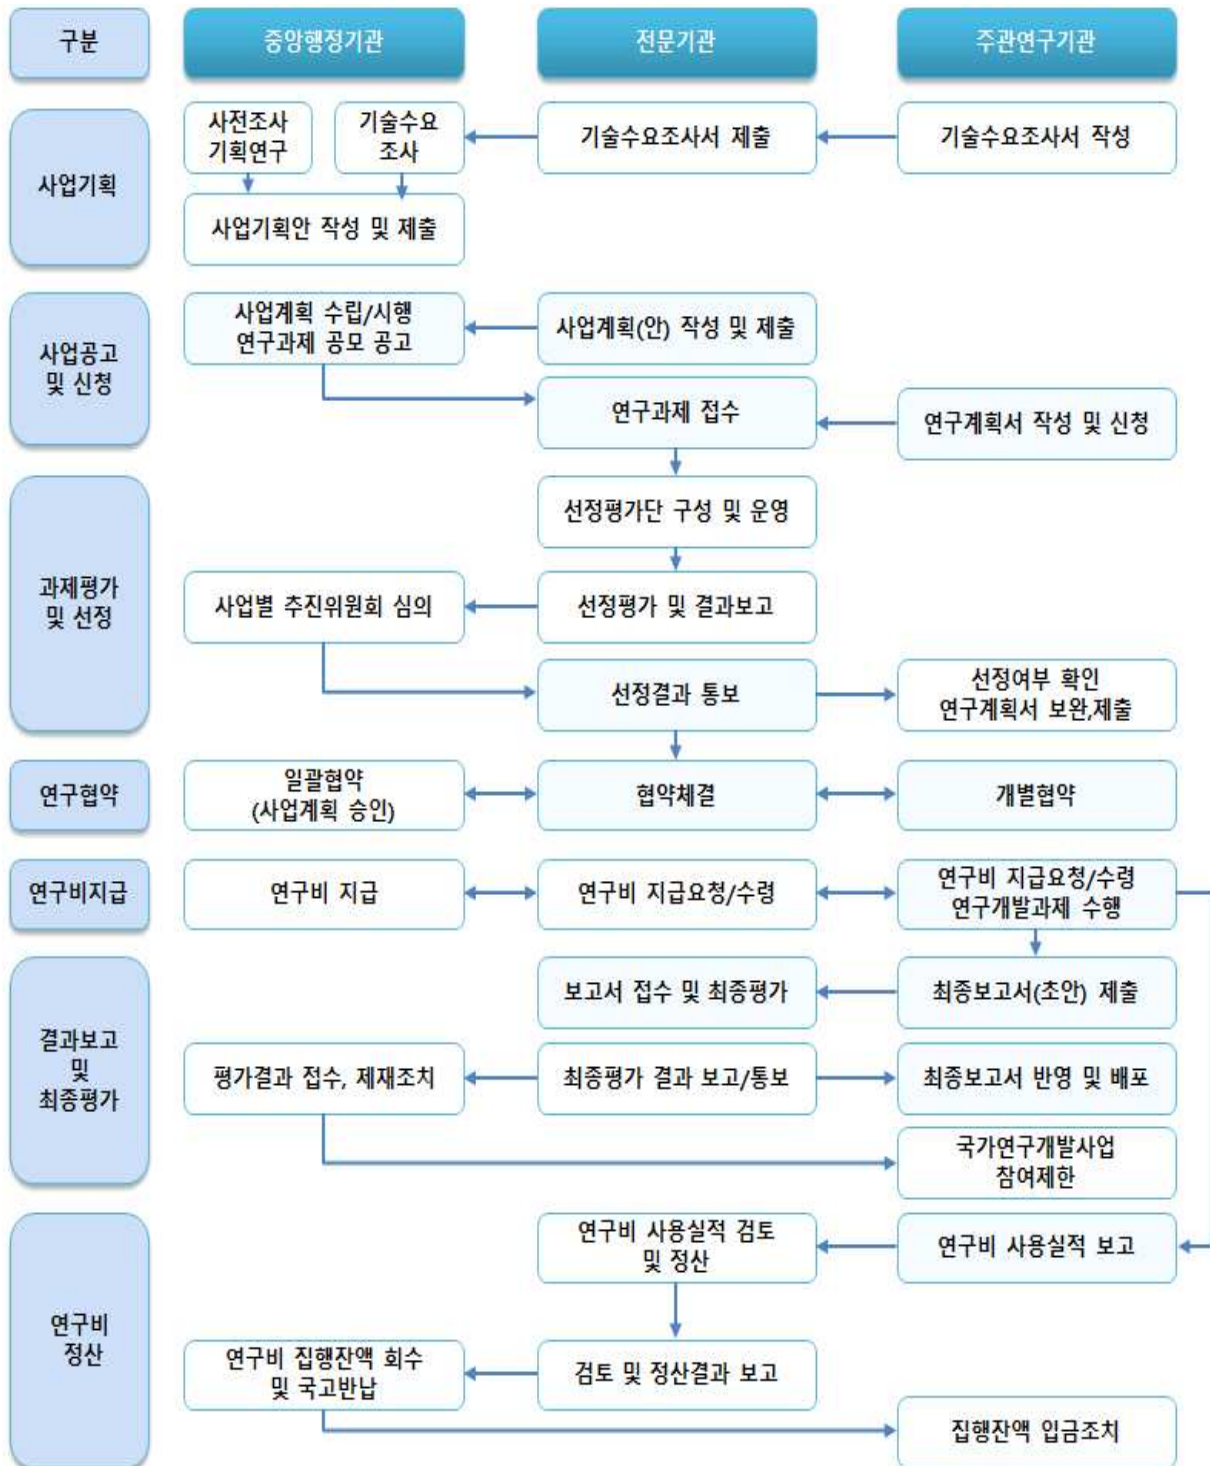 구분
중앙행정기관
전문기관
주관연구기관
사업기획
사전조사
기획연구
기술수요
조사
기술수요조사서 제출
기술수요조사서 작성
사업기획안 작성 및 제출
사업공고
및 신청
사업계획 수립/시행
연구과제 공모 공고
사업계획(안) 작성 및 제출
연구과제 접수
연구계획서 작성 및 신청
과제평가
및 선정
선정평가단 구성 및 운영
사업별 추진위원회 심의
선정평가 및 결과보고
선정결과 통보
선정여부 확인
연구계획서 보완,제출
연구협약
일괄협약
(사업계획 승인)
협약체결
개별협약
연구비지급
연구비 지급
연구비 지급요청/수령
연구비 지급요청/수령
연구개발과제 수행
결과보고
및
최종평가
보고서 접수 및 최종평가
최종보고서(초안) 제출
평가결과 접수, 제재조치
최종평가 결과 보고/통보
최종보고서 반영 및 배포
국가연구개발사업
참여제한
연구비
정산
연구비 사용실적 검토
및 정산
연구비 사용실적 보고
연구비 집행잔액 회수
및 국고반납
검토 및 정산결과 보고
집행잔액 입금조치